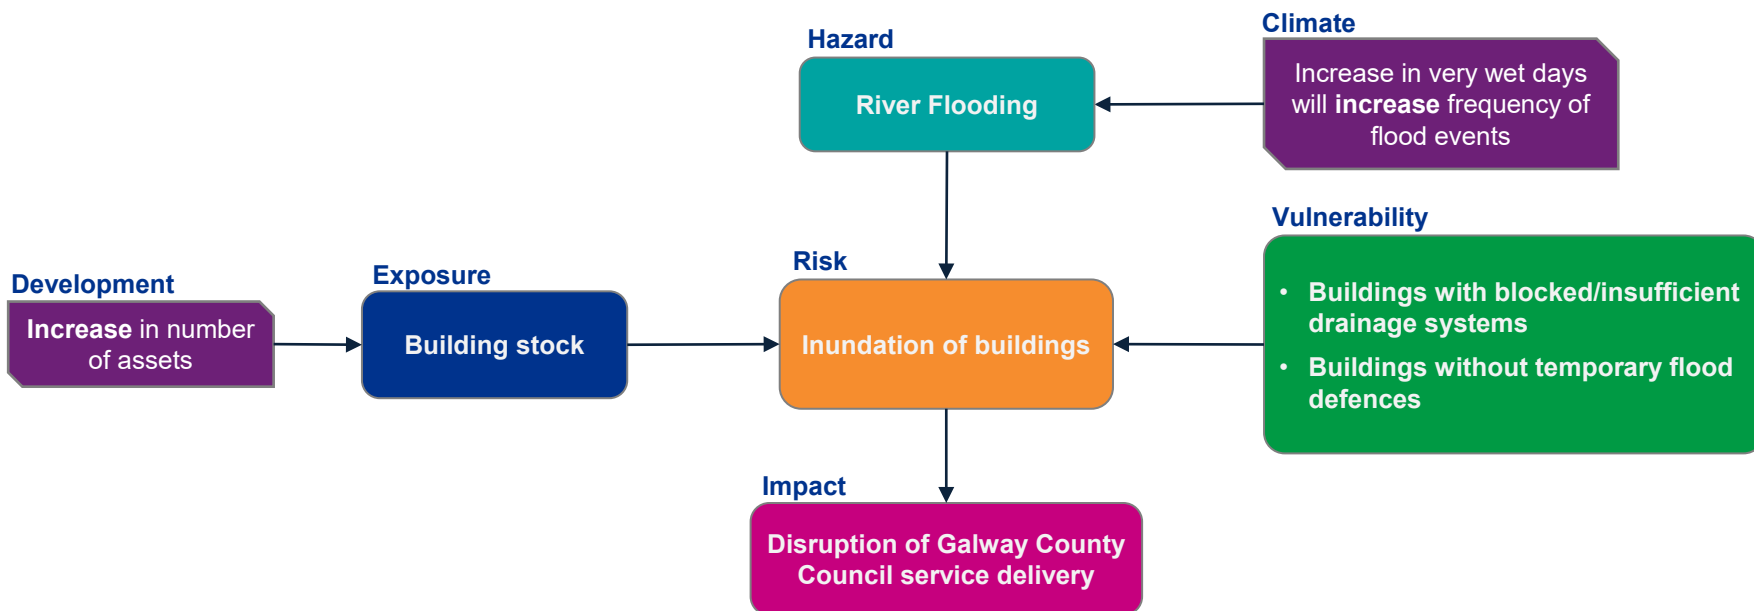 Climate
Hazard
Increase in very wet days
will increase frequency of
flood events
River Flooding
Vulnerability
Risk
Exposure
Development
• Buildings with blocked/insufficient
drainage systems
Increase in number
of assets
Building stock
Inundation of buildings
• Buildings without temporary flood
defences
Impact
Disruption of Galway County
Council service delivery